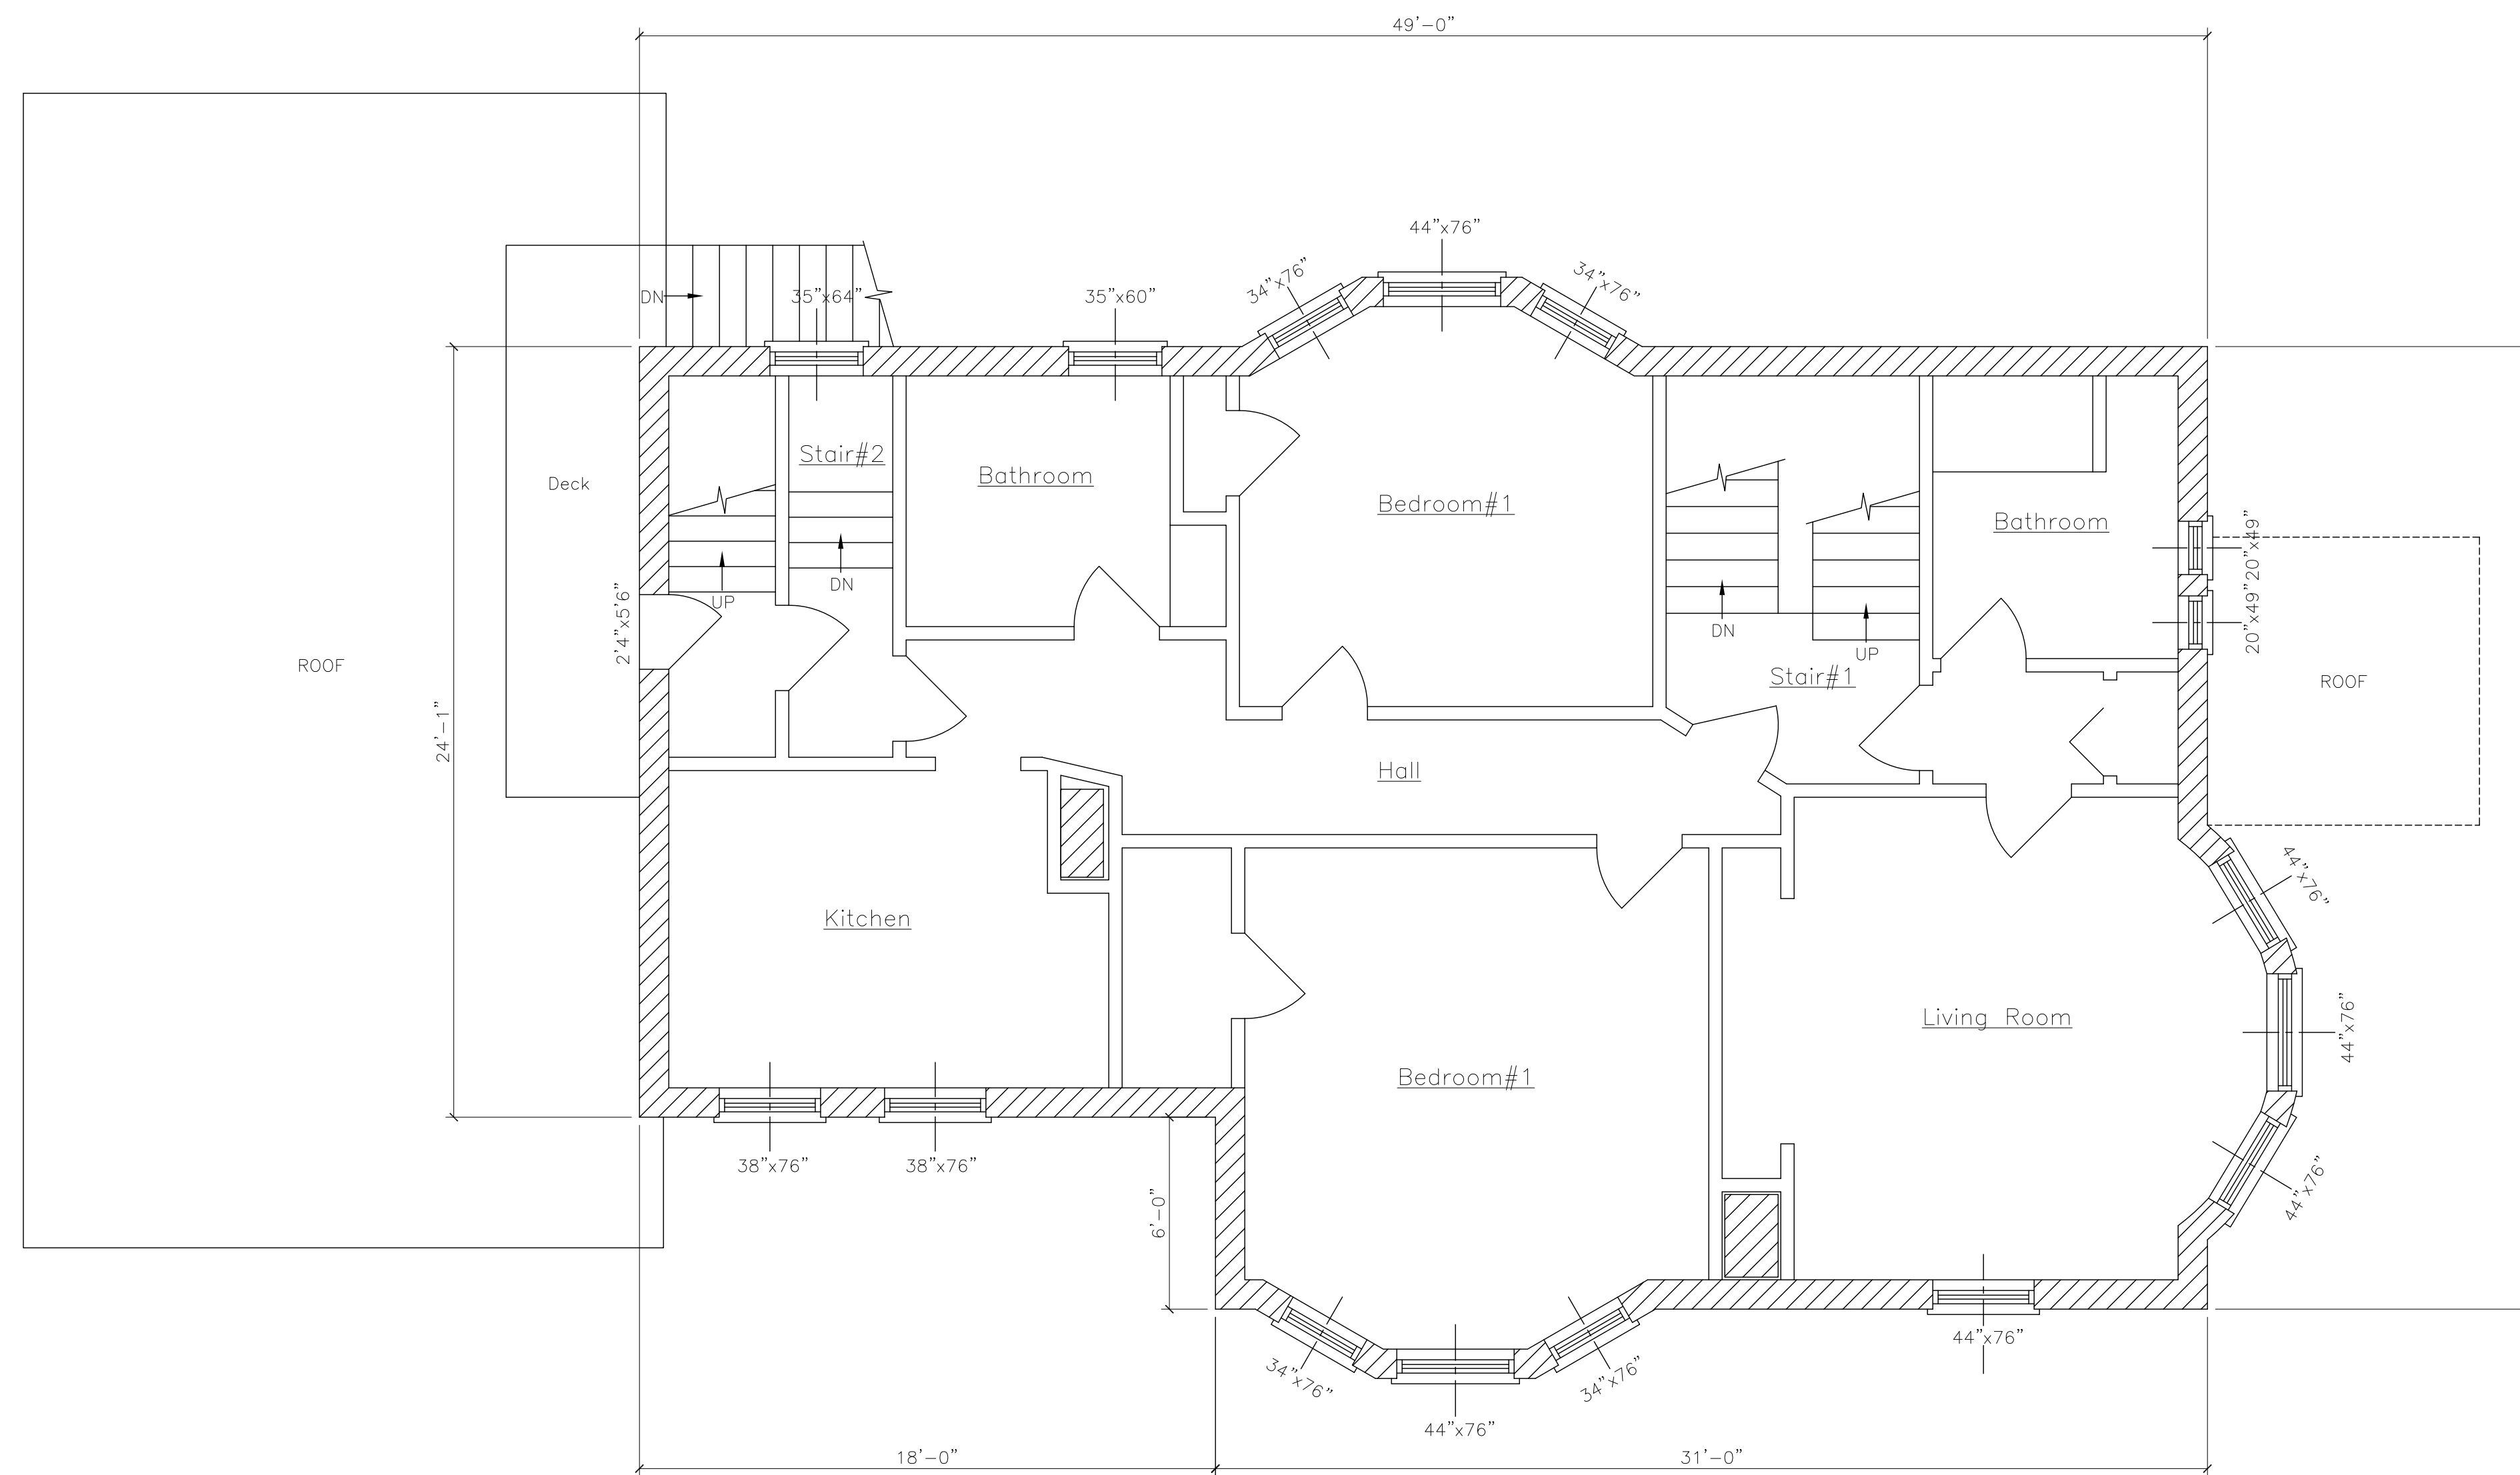 49'-0"
44"x76"
34"x76"
34"x76"
DN
35"x64"
35"x60"
Stair#2
Bathroom
Deck
Bedroom#1
Bathroom
20"x49"
20"x49"
DN
UP
2'4"x5'6"
DN
UP
ROOF
Stair#1
ROOF
24'-1"
Hall
44"x76"
Kitchen
Living Room
44"x76"
Bedroom#1
38"x76"
38"x76"
44"x76"
6'-0"
44"x76"
34"x76"
34"x76"
44"x76"
18'-0"
31'-0"